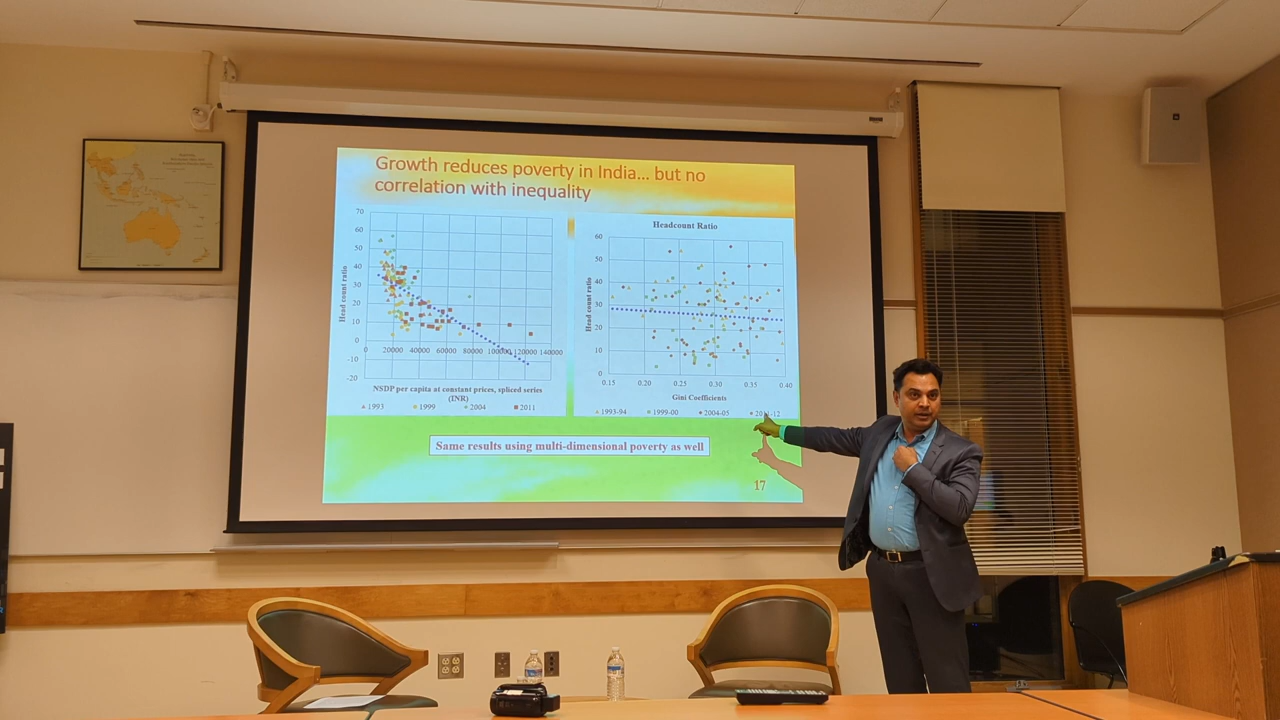 Growth reduces poverty in India... but no
correlation with inequality
70
60
50
40
30
20
10
0
-10
-20
Head count ratio
0 20000 40000 60000 80000 100000 120000 140000
NSDP per capita at constant prices, spliced series
(INR)
1993 1999 2004 2011
Headcount Ratio
60
50
40
30
20
10
0
Head count ratio
0.15 0.20 0.25 0.30 0.35 0.40
Gini Coefficients
1993-94 1999-00 2004-05 2011-12
Same results using multi-dimensional poverty as well
17